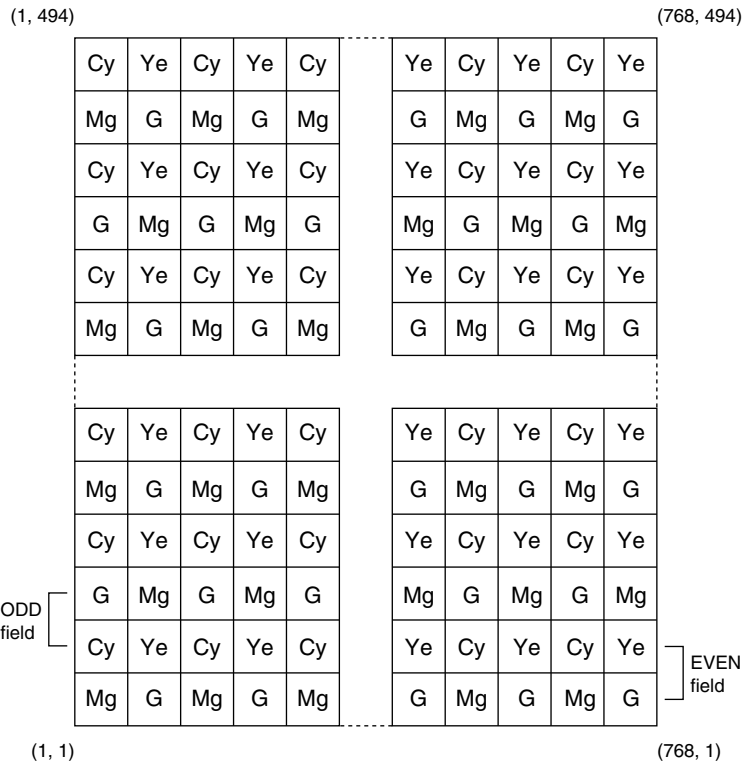 (1, 494) (768, 494)
Cy Ye Cy Ye Cy Ye Cy Ye Cy Ye
Mg G Mg G Mg G Mg G Mg G
Cy Ye Cy Ye Cy Ye Cy Ye Cy Ye
G Mg G Mg G Mg G Mg G Mg
Cy Ye Cy Ye Cy Ye Cy Ye Cy Ye
Mg G Mg G Mg G Mg G Mg G
Cy Ye Cy Ye Cy Ye Cy Ye Cy Ye
Mg G Mg G Mg G Mg G Mg G
Cy Ye Cy Ye Cy Ye Cy Ye Cy Ye
G Mg G Mg G Mg G Mg G Mg
ODD
field
Cy Ye Cy Ye Cy Ye Cy Ye Cy Ye
Mg G Mg G Mg G Mg G Mg G
EVEN
field
(1, 1) (768, 1)